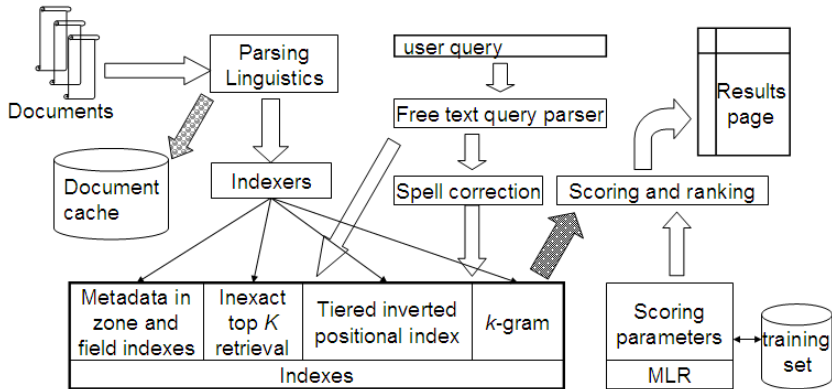 Documents
Parsing
Linguistics
user query
Results
page
Free text query parser
Document
cache
Indexers
Spell correction
Scoring and ranking
Metadata in
zone and
field indexes
Inexact
top K
retrieval
Tiered inverted
positional index
k-gram
Indexes
Scoring
parameters
MLR
training
set